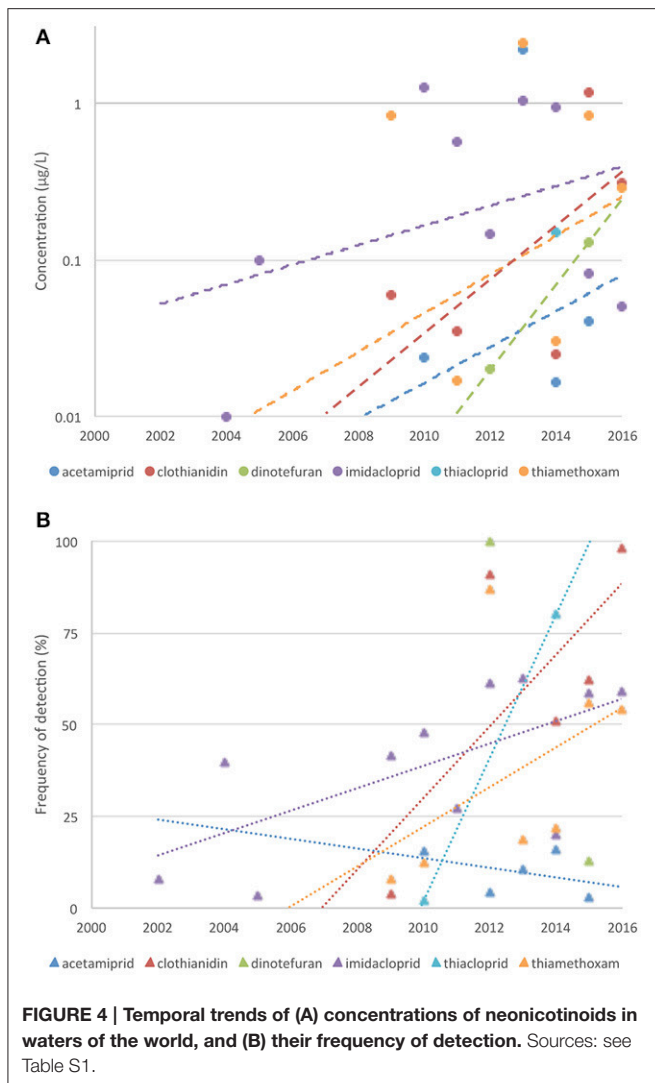 A
Concentration (µg/L)
1
0.1
0.01
2000 2002 2004 2006 2008 2010 2012 2014 2016
acetamiprid clothianidin dinotefuran imidacloprid thiacloprid thiamethoxam
B
Frequency of detection (%)
100
75
50
25
0
2000 2002 2004 2006 2008 2010 2012 2014 2016
acetamiprid clothianidin dinotefuran imidacloprid thiacloprid thiamethoxam
FIGURE 4 | Temporal trends of (A) concentrations of neonicotinoids in
waters of the world, and (B) their frequency of detection. Sources: see
Table S1.